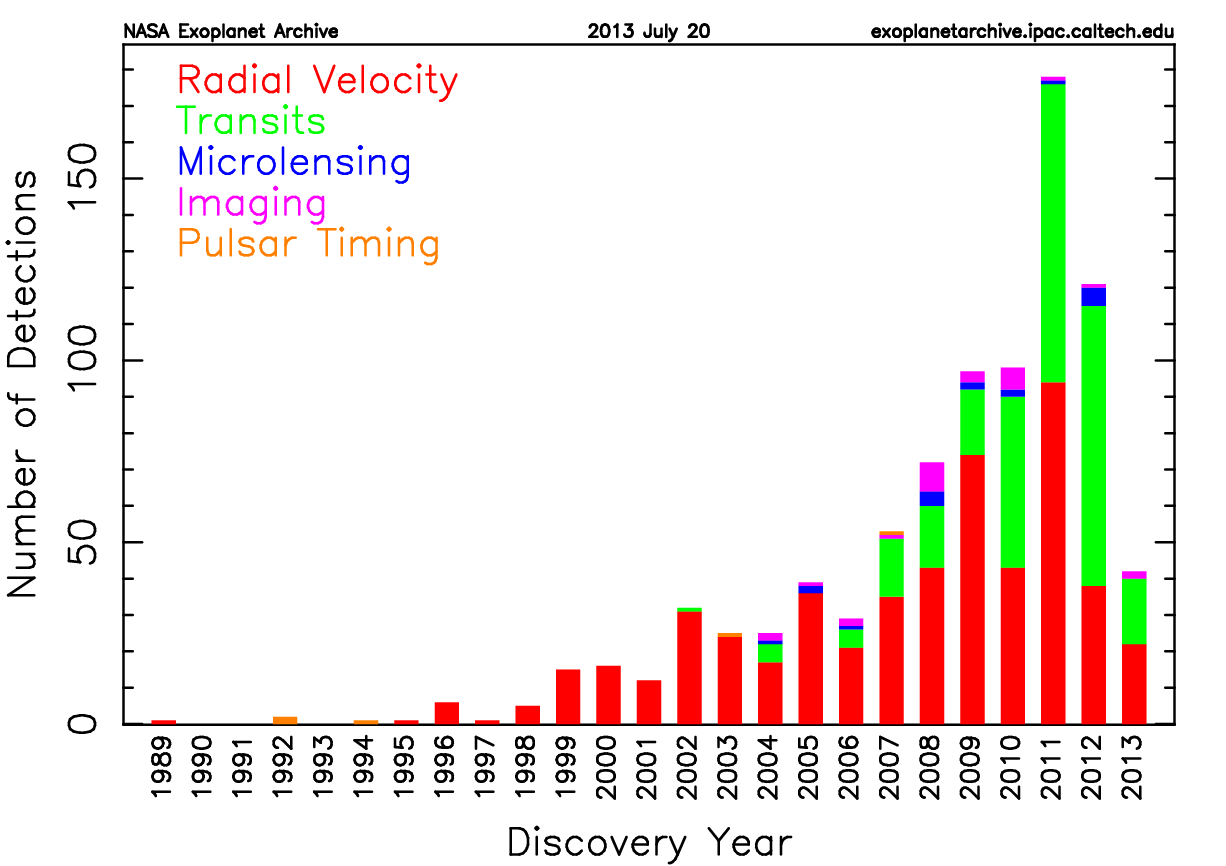 NASA Exoplanet Archive 2013 July 20 exoplanetarchive.ipac.caltech.edu
Radial Velocity
Transits
Microlensing
Imaging
Pulsar Timing
Number of Detections
150
100
50
0
1989 1990 1991 1992 1993 1994 1995 1996 1997 1998 1999 2000 2001 2002 2003 2004 2005 2006 2007 2008 2009 2010 2011 2012 2013
Discovery Year